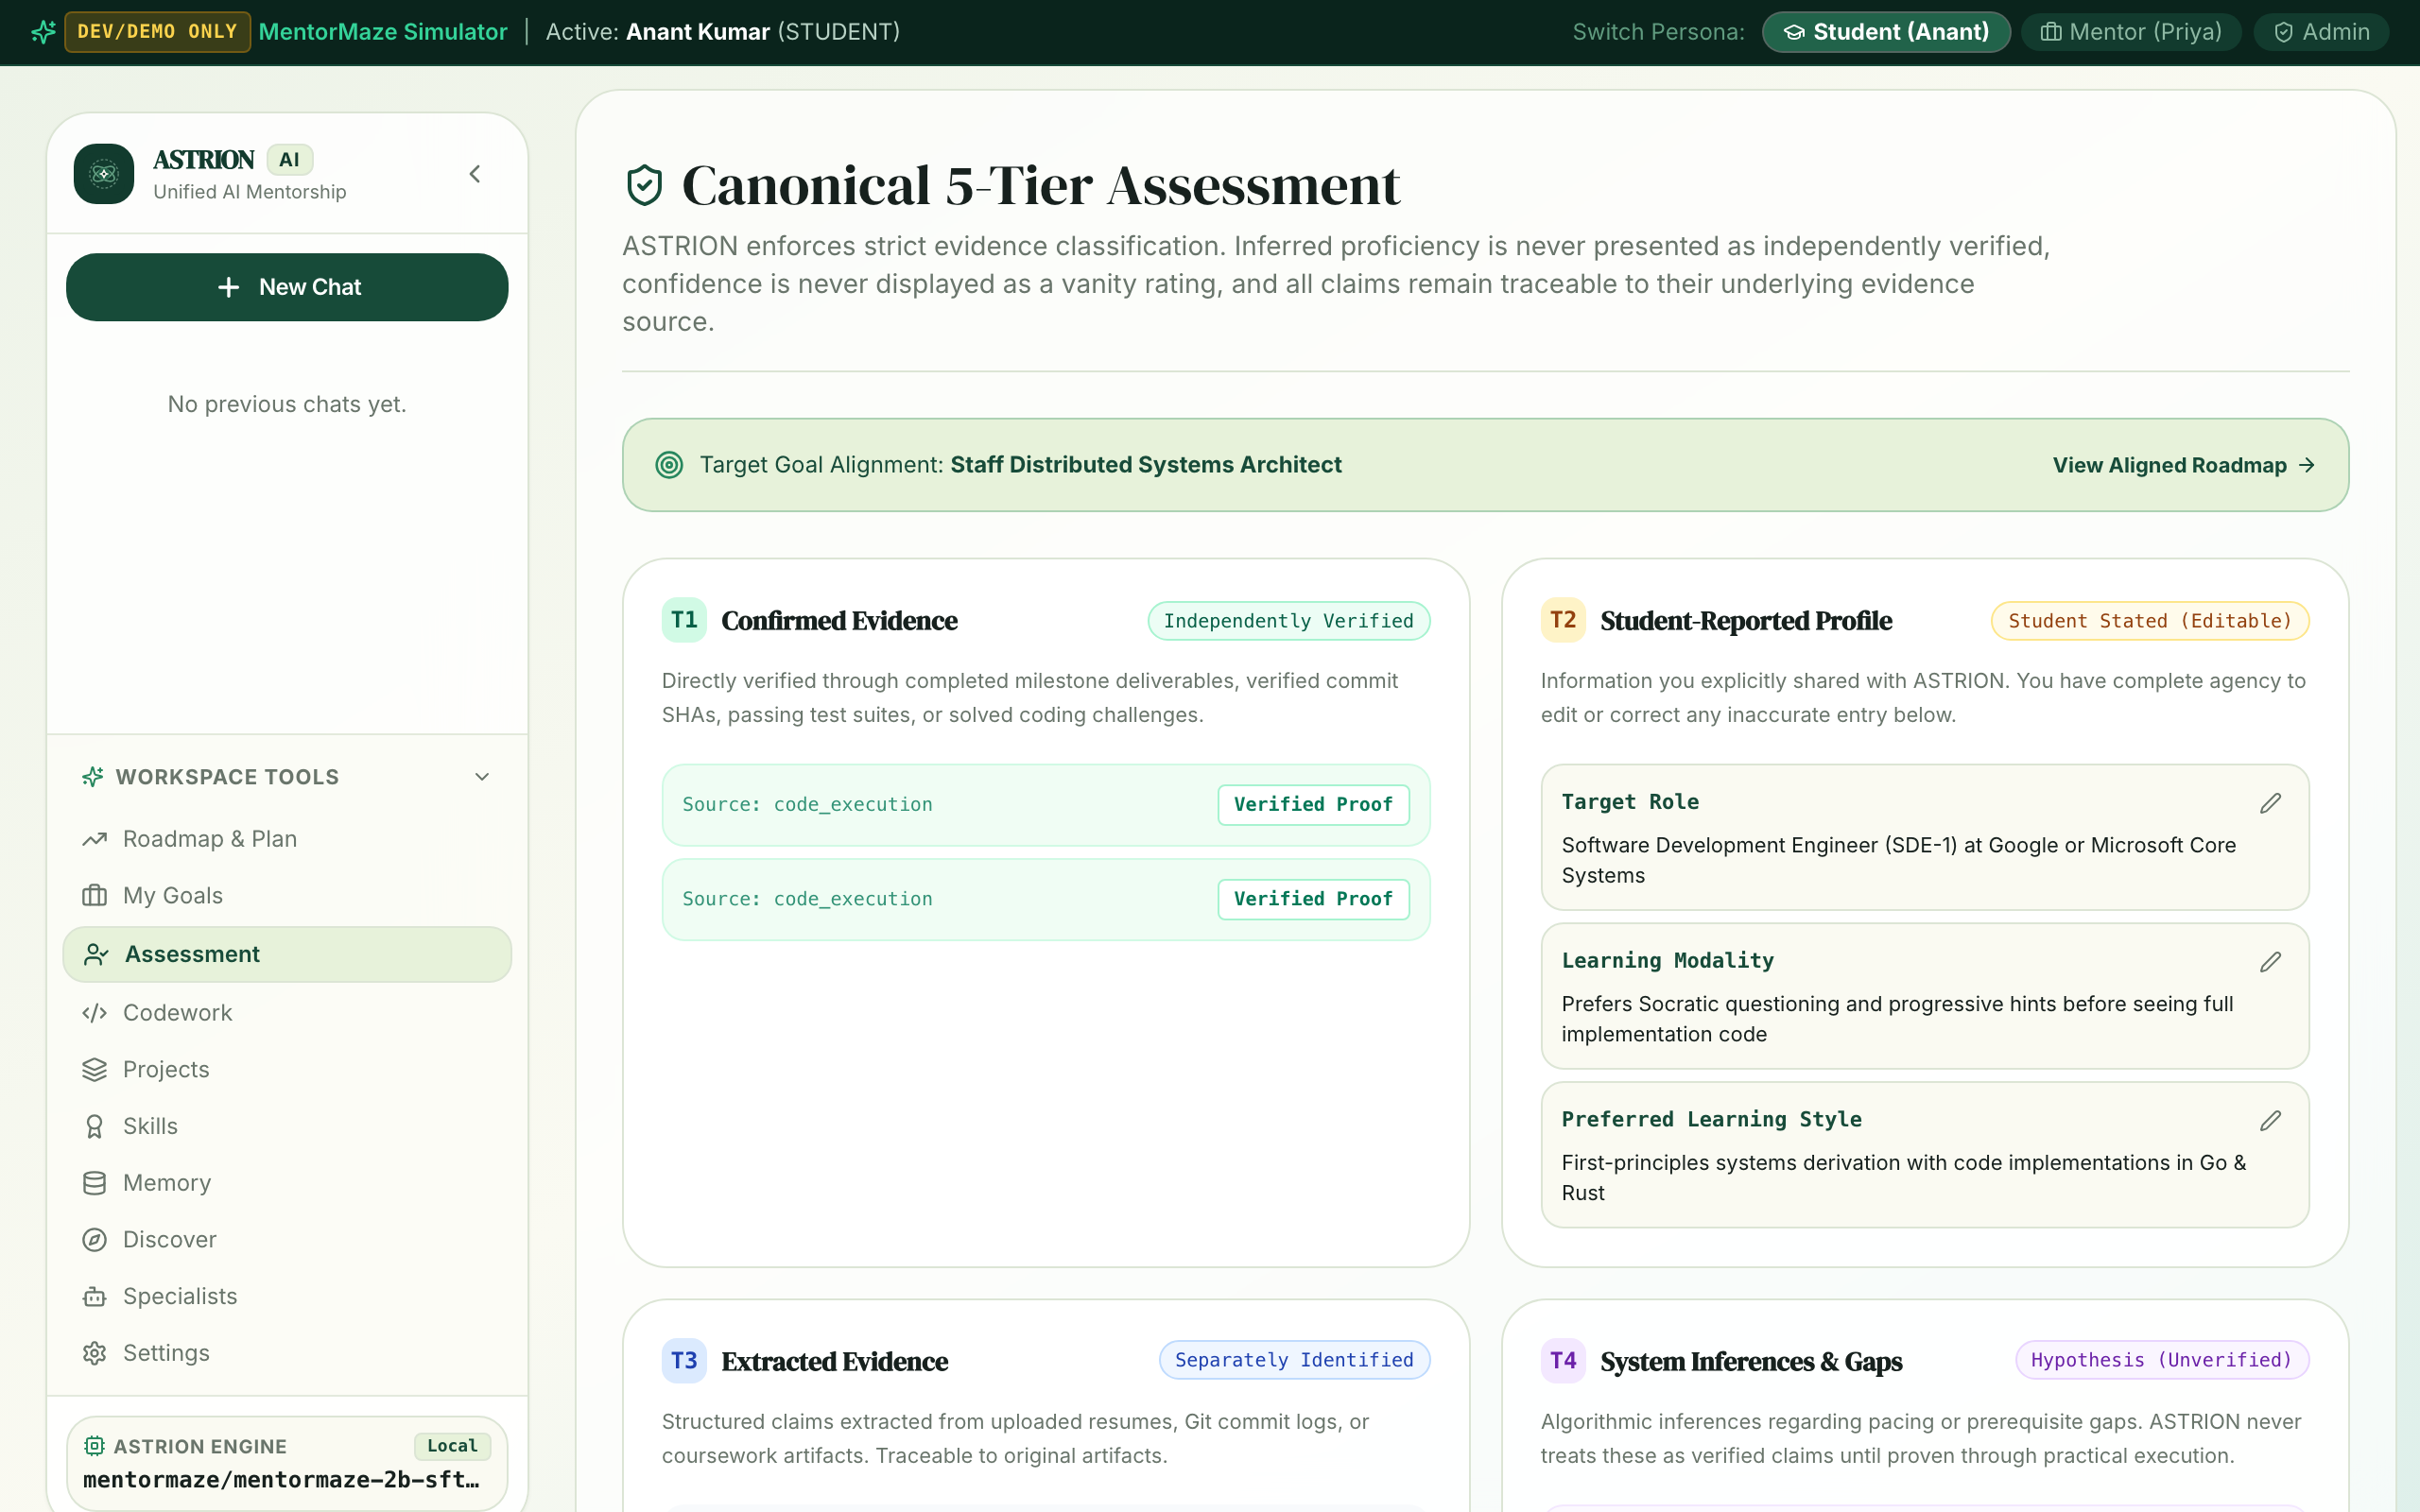 DEV/DEMO ONLY MentorMaze Simulator | Active: Anant Kumar (STUDENT)
Switch Persona: Student (Anant) Mentor (Priya) Admin
ASTRION AI
Unified AI Mentorship
New Chat
No previous chats yet.
WORKSPACE TOOLS
Roadmap & Plan
My Goals
Assessment
Codework
Projects
Skills
Memory
Discover
Specialists
Settings
ASTRION ENGINE Local
mentormaze/mentormaze-2b-sft…
Canonical 5-Tier Assessment
ASTRION enforces strict evidence classification. Inferred proficiency is never presented as independently verified,
confidence is never displayed as a vanity rating, and all claims remain traceable to their underlying evidence
source.
Target Goal Alignment: Staff Distributed Systems Architect
View Aligned Roadmap →
T1 Confirmed Evidence Independently Verified
Directly verified through completed milestone deliverables, verified commit
SHAs, passing test suites, or solved coding challenges.
Source: code_execution Verified Proof
Source: code_execution Verified Proof
T2 Student-Reported Profile Student Stated (Editable)
Information you explicitly shared with ASTRION. You have complete agency to
edit or correct any inaccurate entry below.
Target Role
Software Development Engineer (SDE-1) at Google or Microsoft Core
Systems
Learning Modality
Prefers Socratic questioning and progressive hints before seeing full
implementation code
Preferred Learning Style
First-principles systems derivation with code implementations in Go &
Rust
T3 Extracted Evidence Separately Identified
Structured claims extracted from uploaded resumes, Git commit logs, or
coursework artifacts. Traceable to original artifacts.
T4 System Inferences & Gaps Hypothesis (Unverified)
Algorithmic inferences regarding pacing or prerequisite gaps. ASTRION never
treats these as verified claims until proven through practical execution.